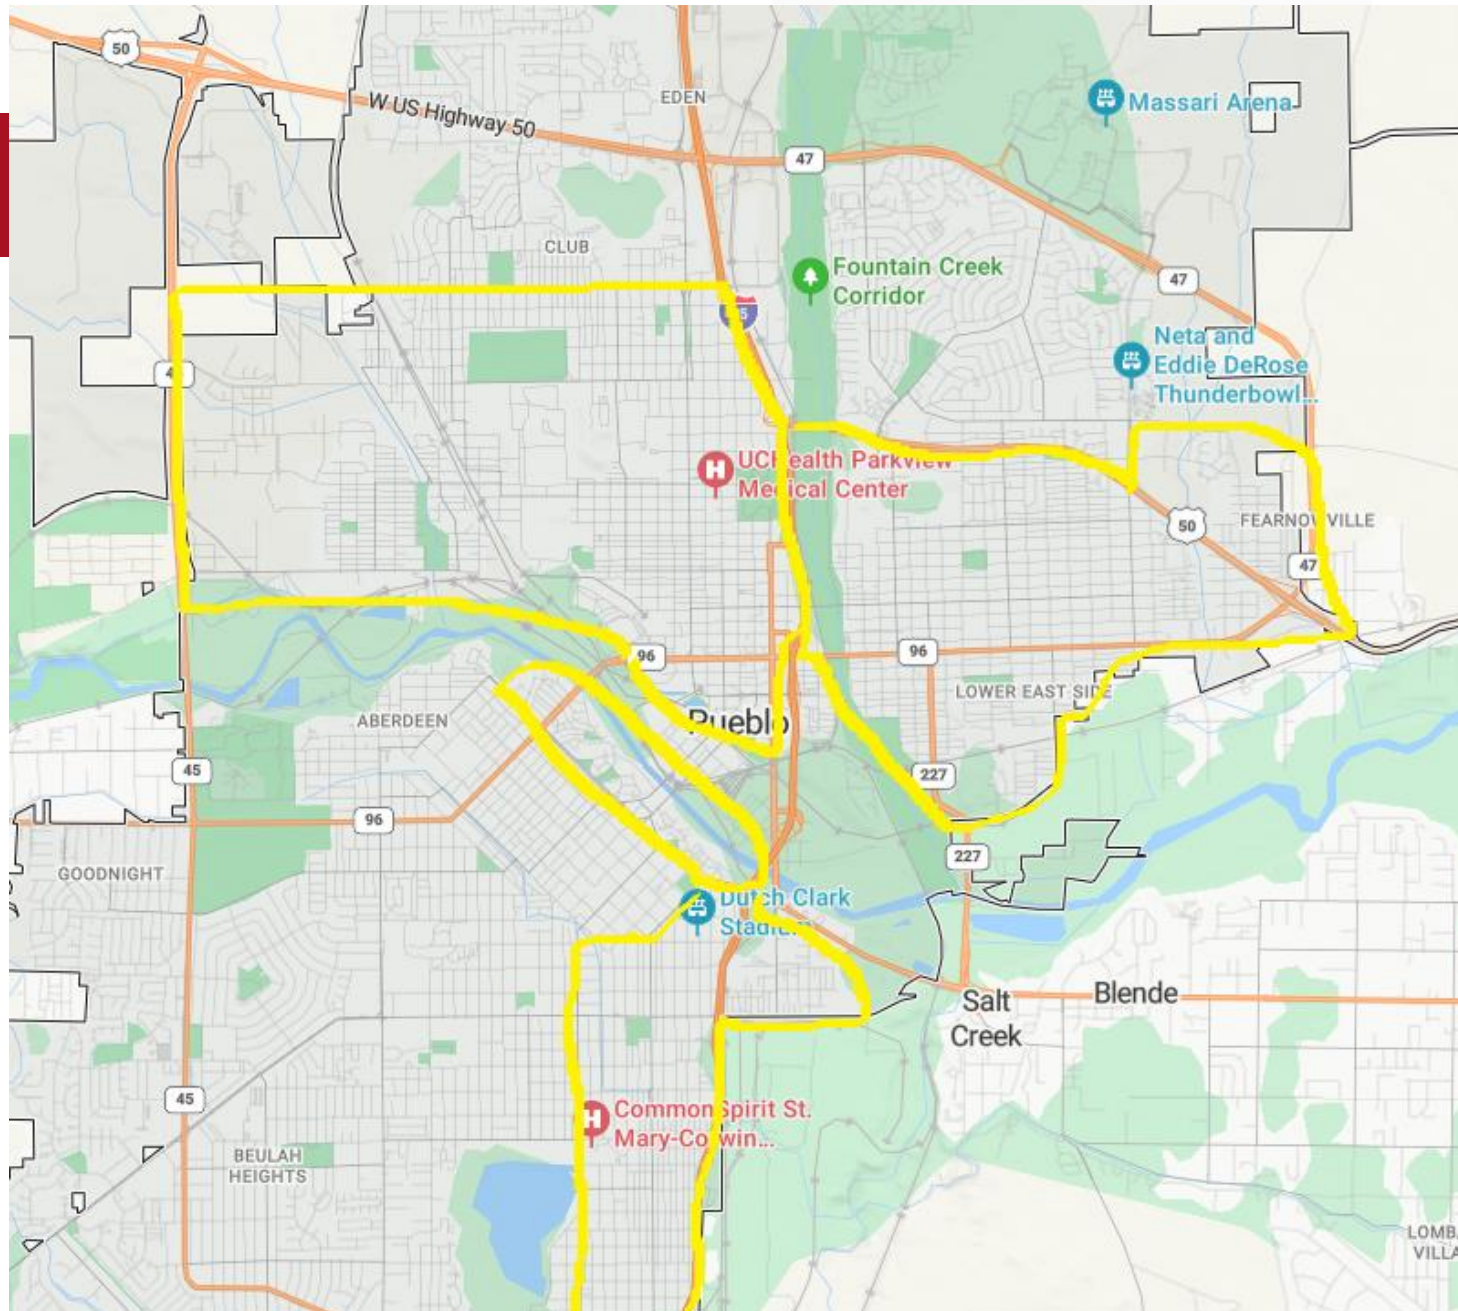 50
W US Highway 50
EDEN
Massari Arena
47
CLUB
Fountain Creek
Corridor
47
Neta and
Eddie DeRose
Thunderbowl...
UCHealth Parkview
Medical Center
FEARNOWVILLE
50
47
96
96
LOWER EAST SIDE
ABERDEEN
Pueblo
45
227
96
227
GOODNIGHT
Dutch Clark
Stadium
Salt
Creek
Blende
45
CommonSpirit St.
Mary-Corwin...
BEULAH
HEIGHTS